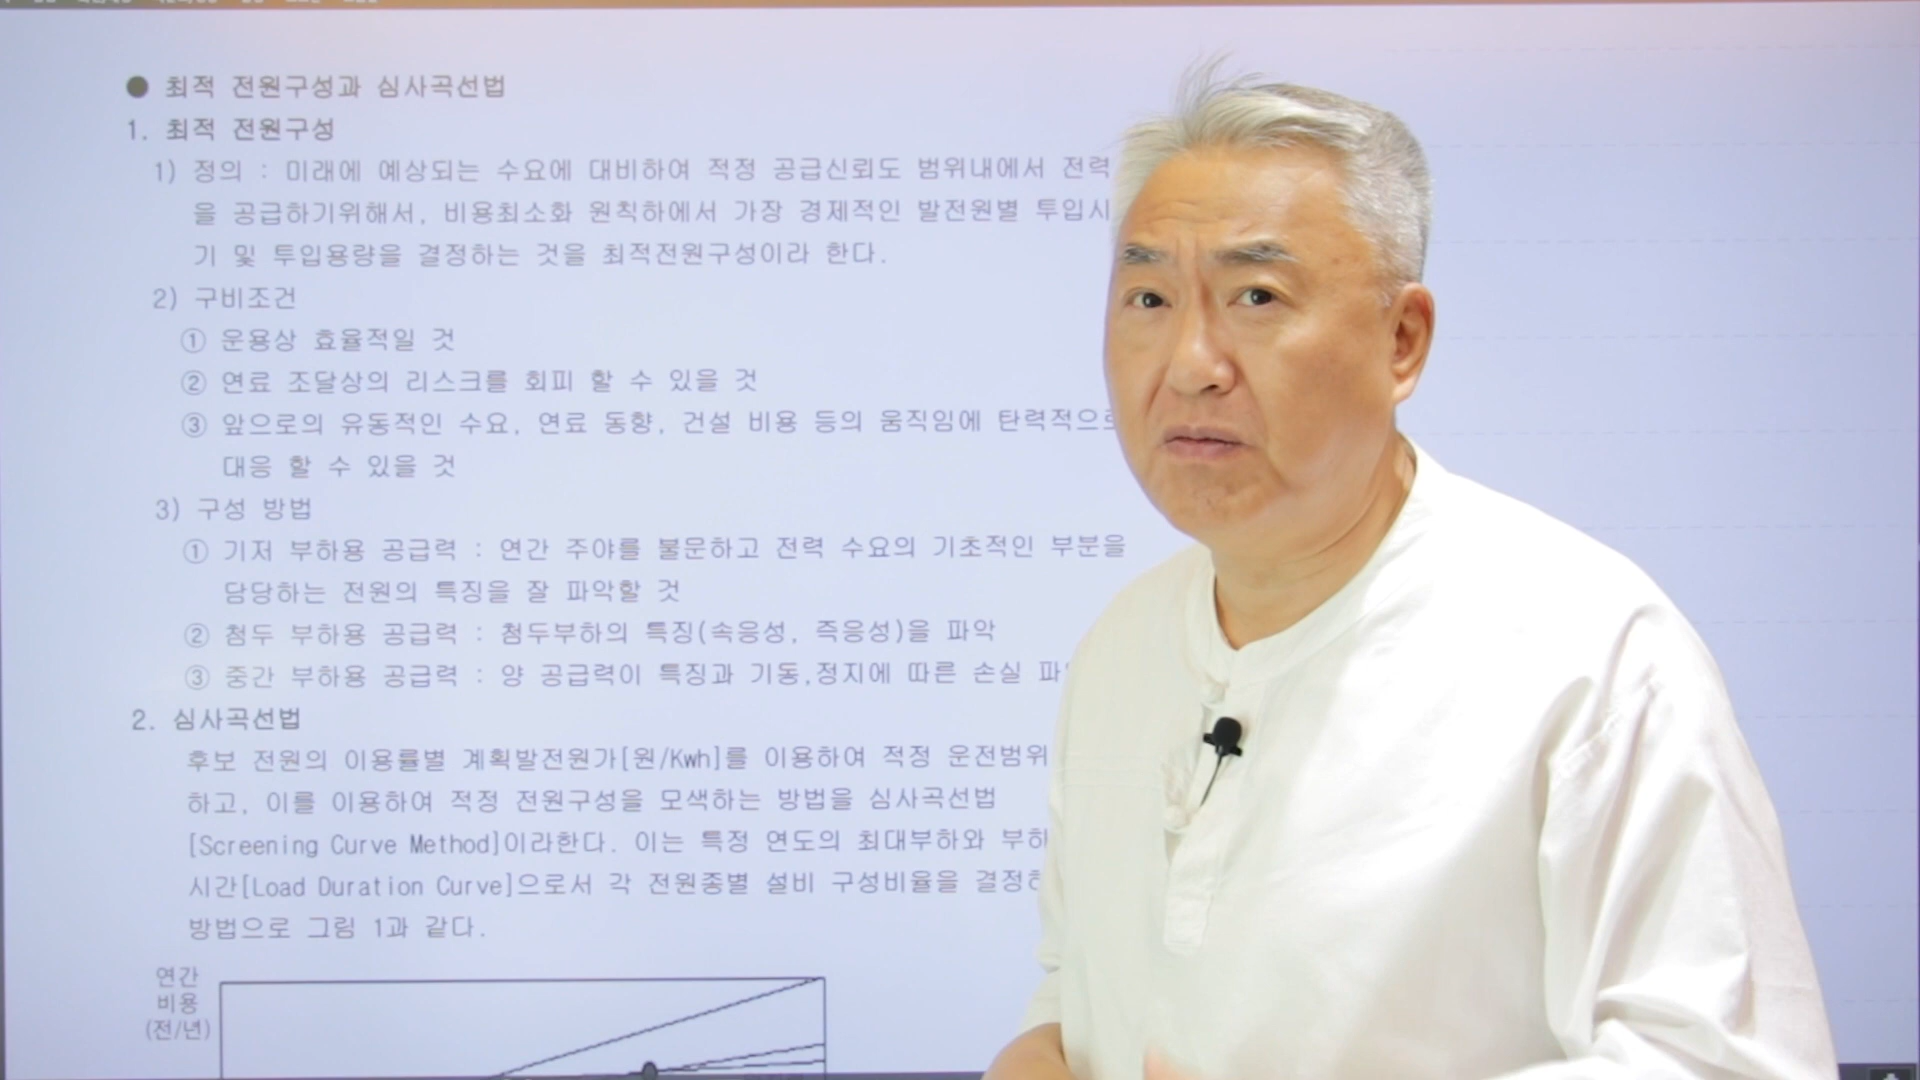 ● 최적 전원구성과 심사곡선법
1. 최적 전원구성
1) 정의 : 미래에 예상되는 수요에 대비하여 적정 공급신뢰도 범위내에서 전력
을 공급하기위해서, 비용최소화 원칙하에서 가장 경제적인 발전원별 투입시
기 및 투입용량을 결정하는 것을 최적전원구성이라 한다.
2) 구비조건
① 운용상 효율적일 것
② 연료 조달상의 리스크를 회피 할 수 있을 것
③ 앞으로의 유동적인 수요, 연료 동향, 건설 비용 등의 움직임에 탄력적으로
대응 할 수 있을 것
3) 구성 방법
① 기저 부하용 공급력 : 연간 주야를 불문하고 전력 수요의 기초적인 부분을
담당하는 전원의 특징을 잘 파악할 것
② 첨두 부하용 공급력 : 첨두부하의 특징(속응성, 즉응성)을 파악
③ 중간 부하용 공급력 : 양 공급력이 특징과 기동,정지에 따른 손실
2. 심사곡선법
후보 전원의 이용률별 계획발전원가[원/Kwh]를 이용하여 적정 운전범위
하고, 이를 이용하여 적정 전원구성을 모색하는 방법을 심사곡선법
[Screening Curve Method]이라한다. 이는 특정 연도의 최대부하와 부하
시간[Load Duration Curve]으로서 각 전원종별 설비 구성비율을
방법으로 그림 1과 같다.
연간
비용
(전/년)